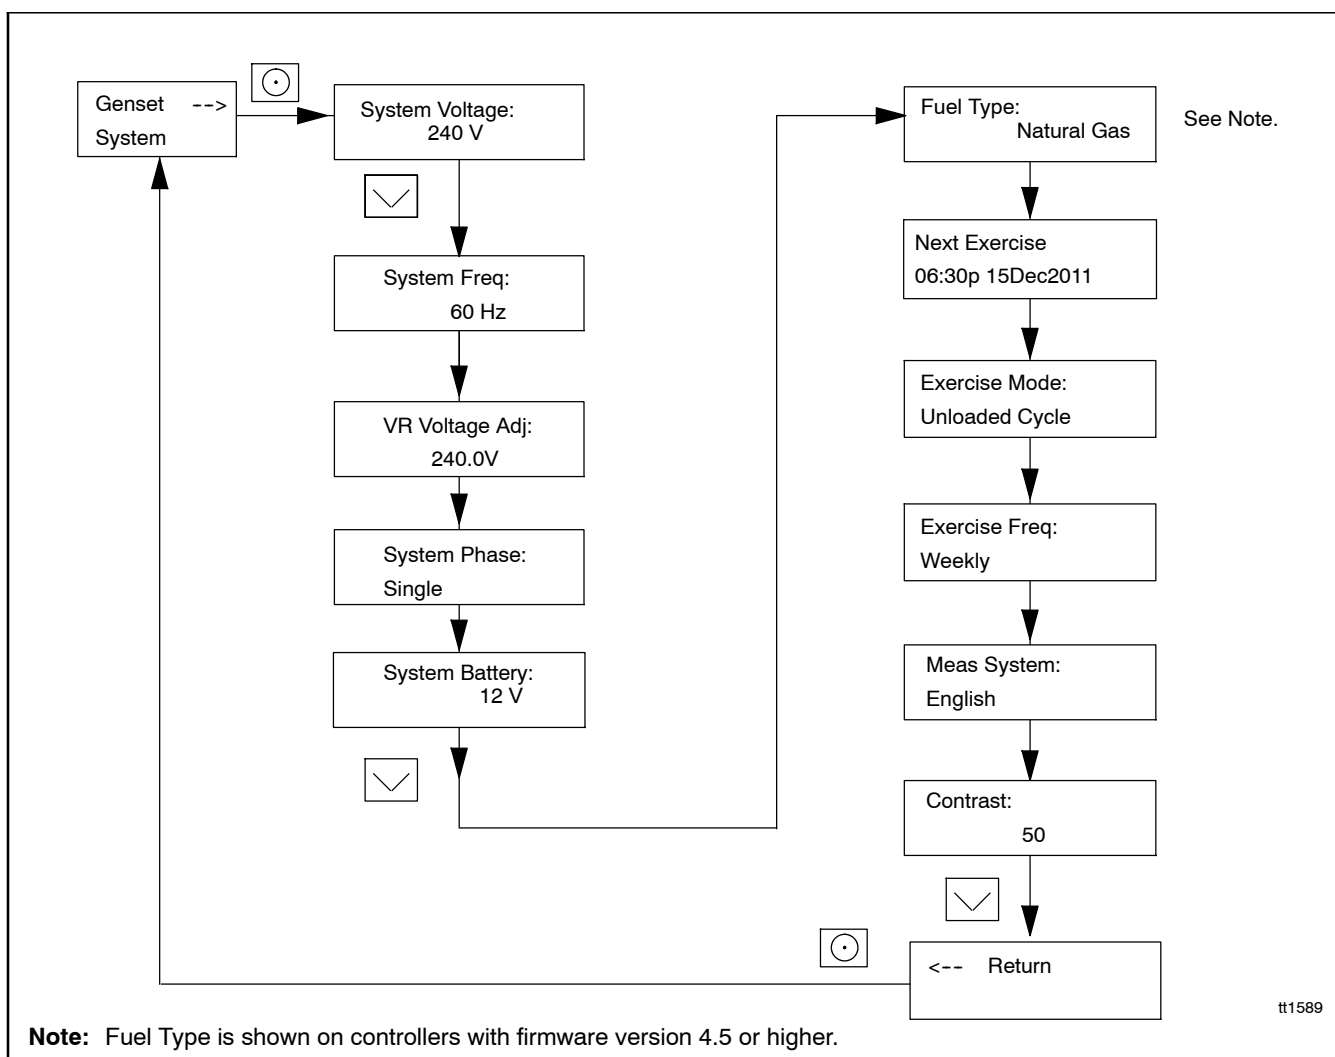 Genset -->
System
System Voltage:
240 V
System Freq:
60 Hz
VR Voltage Adj:
240.0V
System Phase:
Single
System Battery:
12 V
Fuel Type:
Natural Gas
See Note.
Next Exercise
06:30p 15Dec2011
Exercise Mode:
Unloaded Cycle
Exercise Freq:
Weekly
Meas System:
English
Contrast:
50
<-- Return
tt1589
Note: Fuel Type is shown on controllers with firmware version 4.5 or higher.